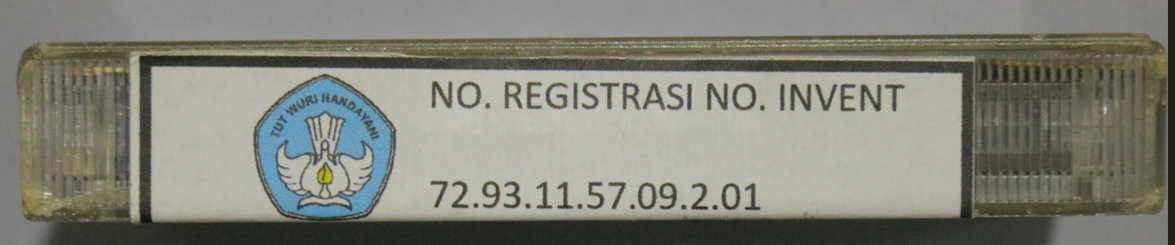 TUT WURI HANDAYANI
NO. REGISTRASI NO. INVENT
72.93.11.57.09.2.01